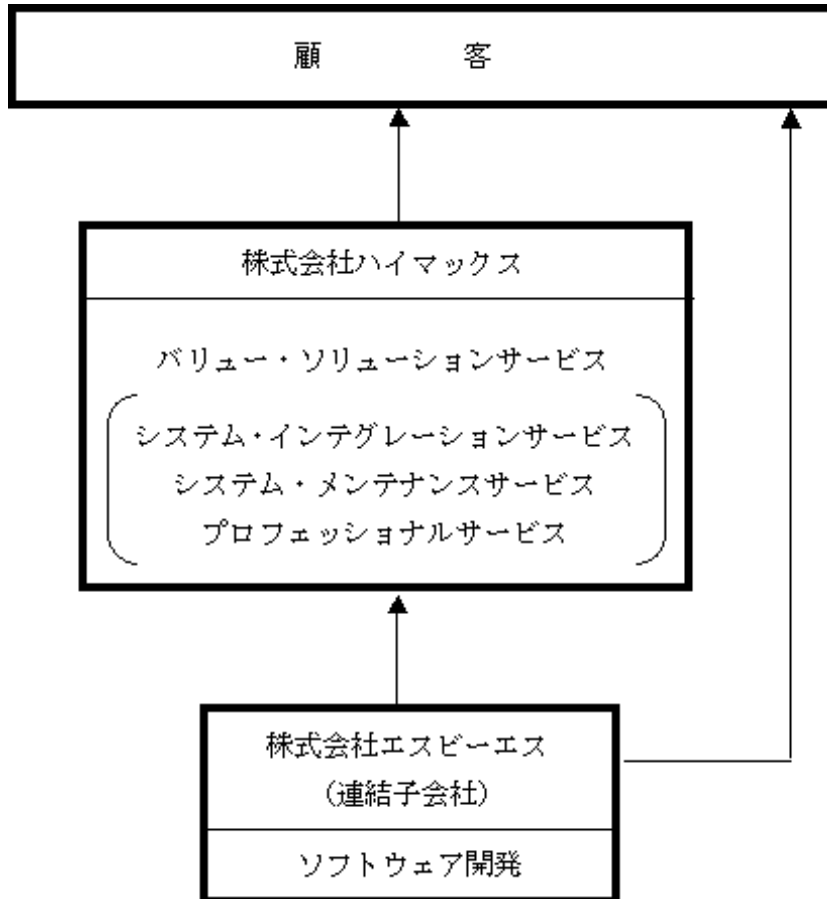 顧客
株式会社ハイマックス
バリュー・ソリューションサービス
システム・インテグレーションサービス
システム・メンテナンスサービス
プロフェッショナルサービス
株式会社エスビーエス
(連結子会社)
ソフトウェア開発